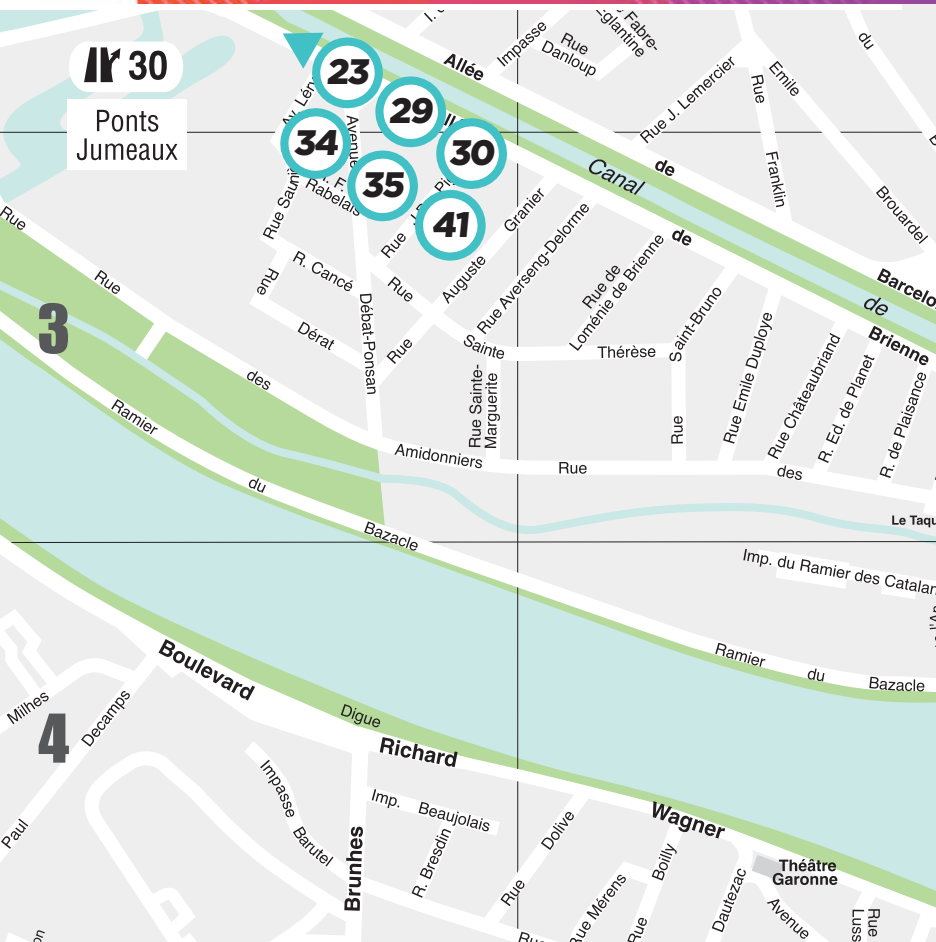 30
Ponts
Jumeaux
23
29
30
34
35
41
Allée
de
Barcelo
Impasse
Rue
Danloup
Fabre-
Eglantine
du
Rue J. Lemercier
Rue
Franklin
Emile
Brouardel
Canal
de
de
Brienne
Avenue
Débat-Ponsan
Rabelais
Rue
R. Cancé
Rue
Dérat
Rue
Rue
Sainte
Thérèse
Rue
Auguste
Granier
Rue Averseng-Delorme
Rue de
Loménie de Brienne
Rue
Saint-Bruno
Rue Emile Duploye
Rue Châteaubriand
R. Ed. de Planet
R. de Plaisance
Rue Sainte-
Marguerite
3
Rue
Rue
des
Amidonniers
Rue
des
Le Taqu
Imp. du Ramier des Catalan
Ramier
du
Bazacle
Ramier
du
Bazacle
4
Milhes
Decamps
Paul
Boulevard
Digue
Richard
Wagner
Impasse
Barutel
Brunhes
Imp. Beaujolais
R. Bresdin
Rue
Dolive
Rue Mérens
Rue
Boilly
Dautezac
Théâtre
Garonne
Avenue
Rue
Luss